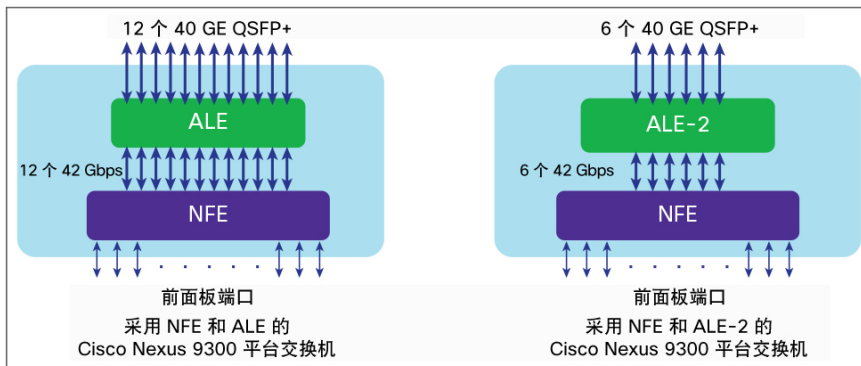 12 个 40 GE QSFP+
6 个 40 GE QSFP+
ALE
ALE-2
12 个 42 Gbps
6 个 42 Gbps
NFE
NFE
前面板端口
采用 NFE 和 ALE 的
Cisco Nexus 9300 平台交换机
前面板端口
采用 NFE 和 ALE-2 的
Cisco Nexus 9300 平台交换机